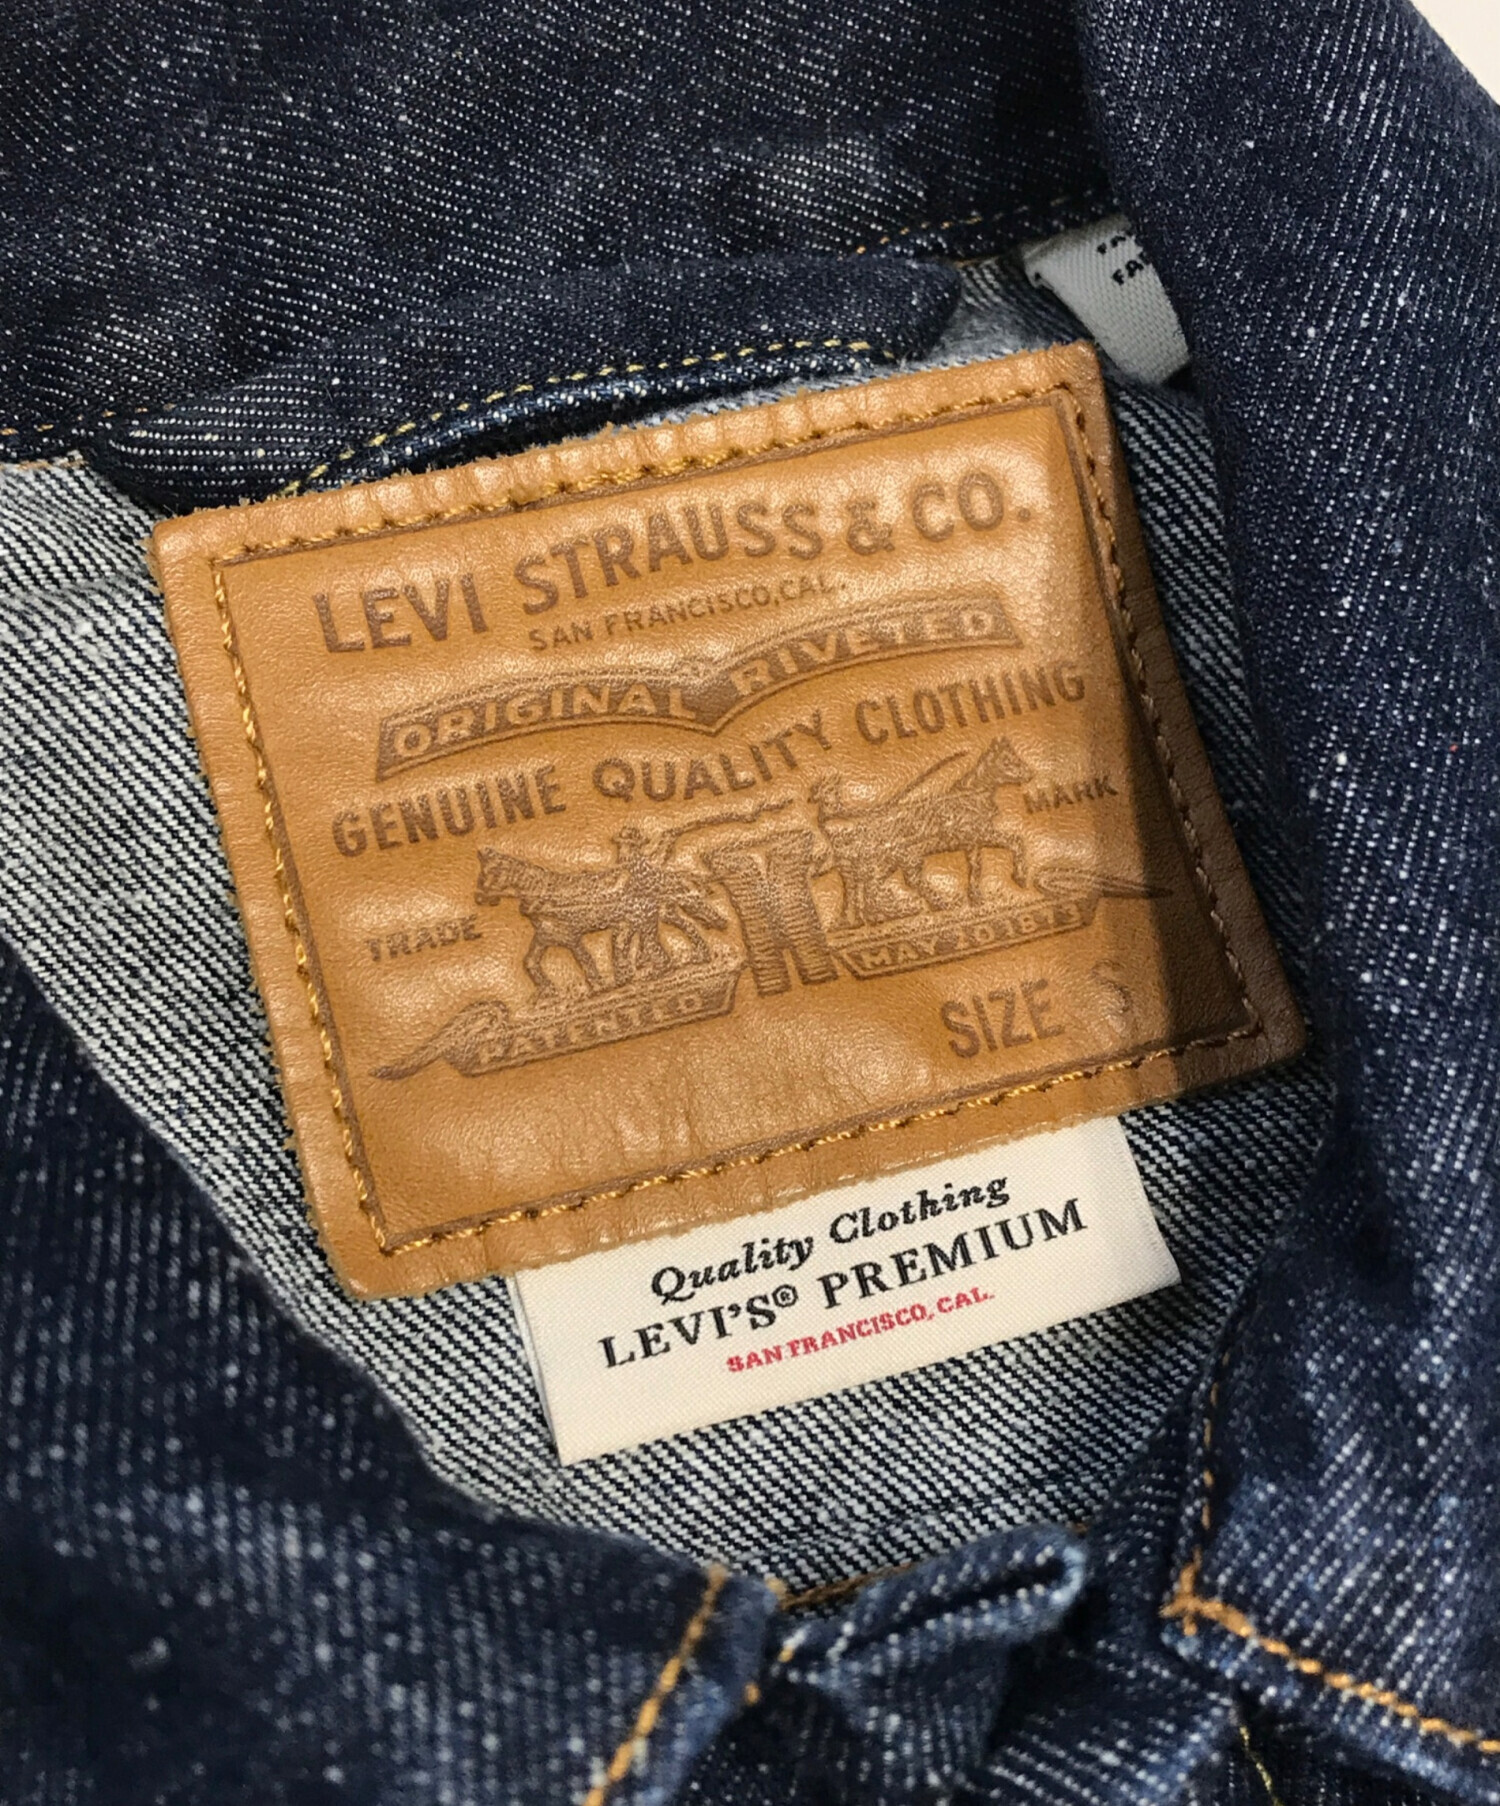 LEVI STRAUSS & CO.
SAN FRANCISCO, CAL.
ORIGINAL RIVETED
GENUINE QUALITY CLOTHING
TRADE MARK
PATENTED MAY 20 1873
SIZE S
Quality Clothing
LEVI'S® PREMIUM
SAN FRANCISCO, CAL.